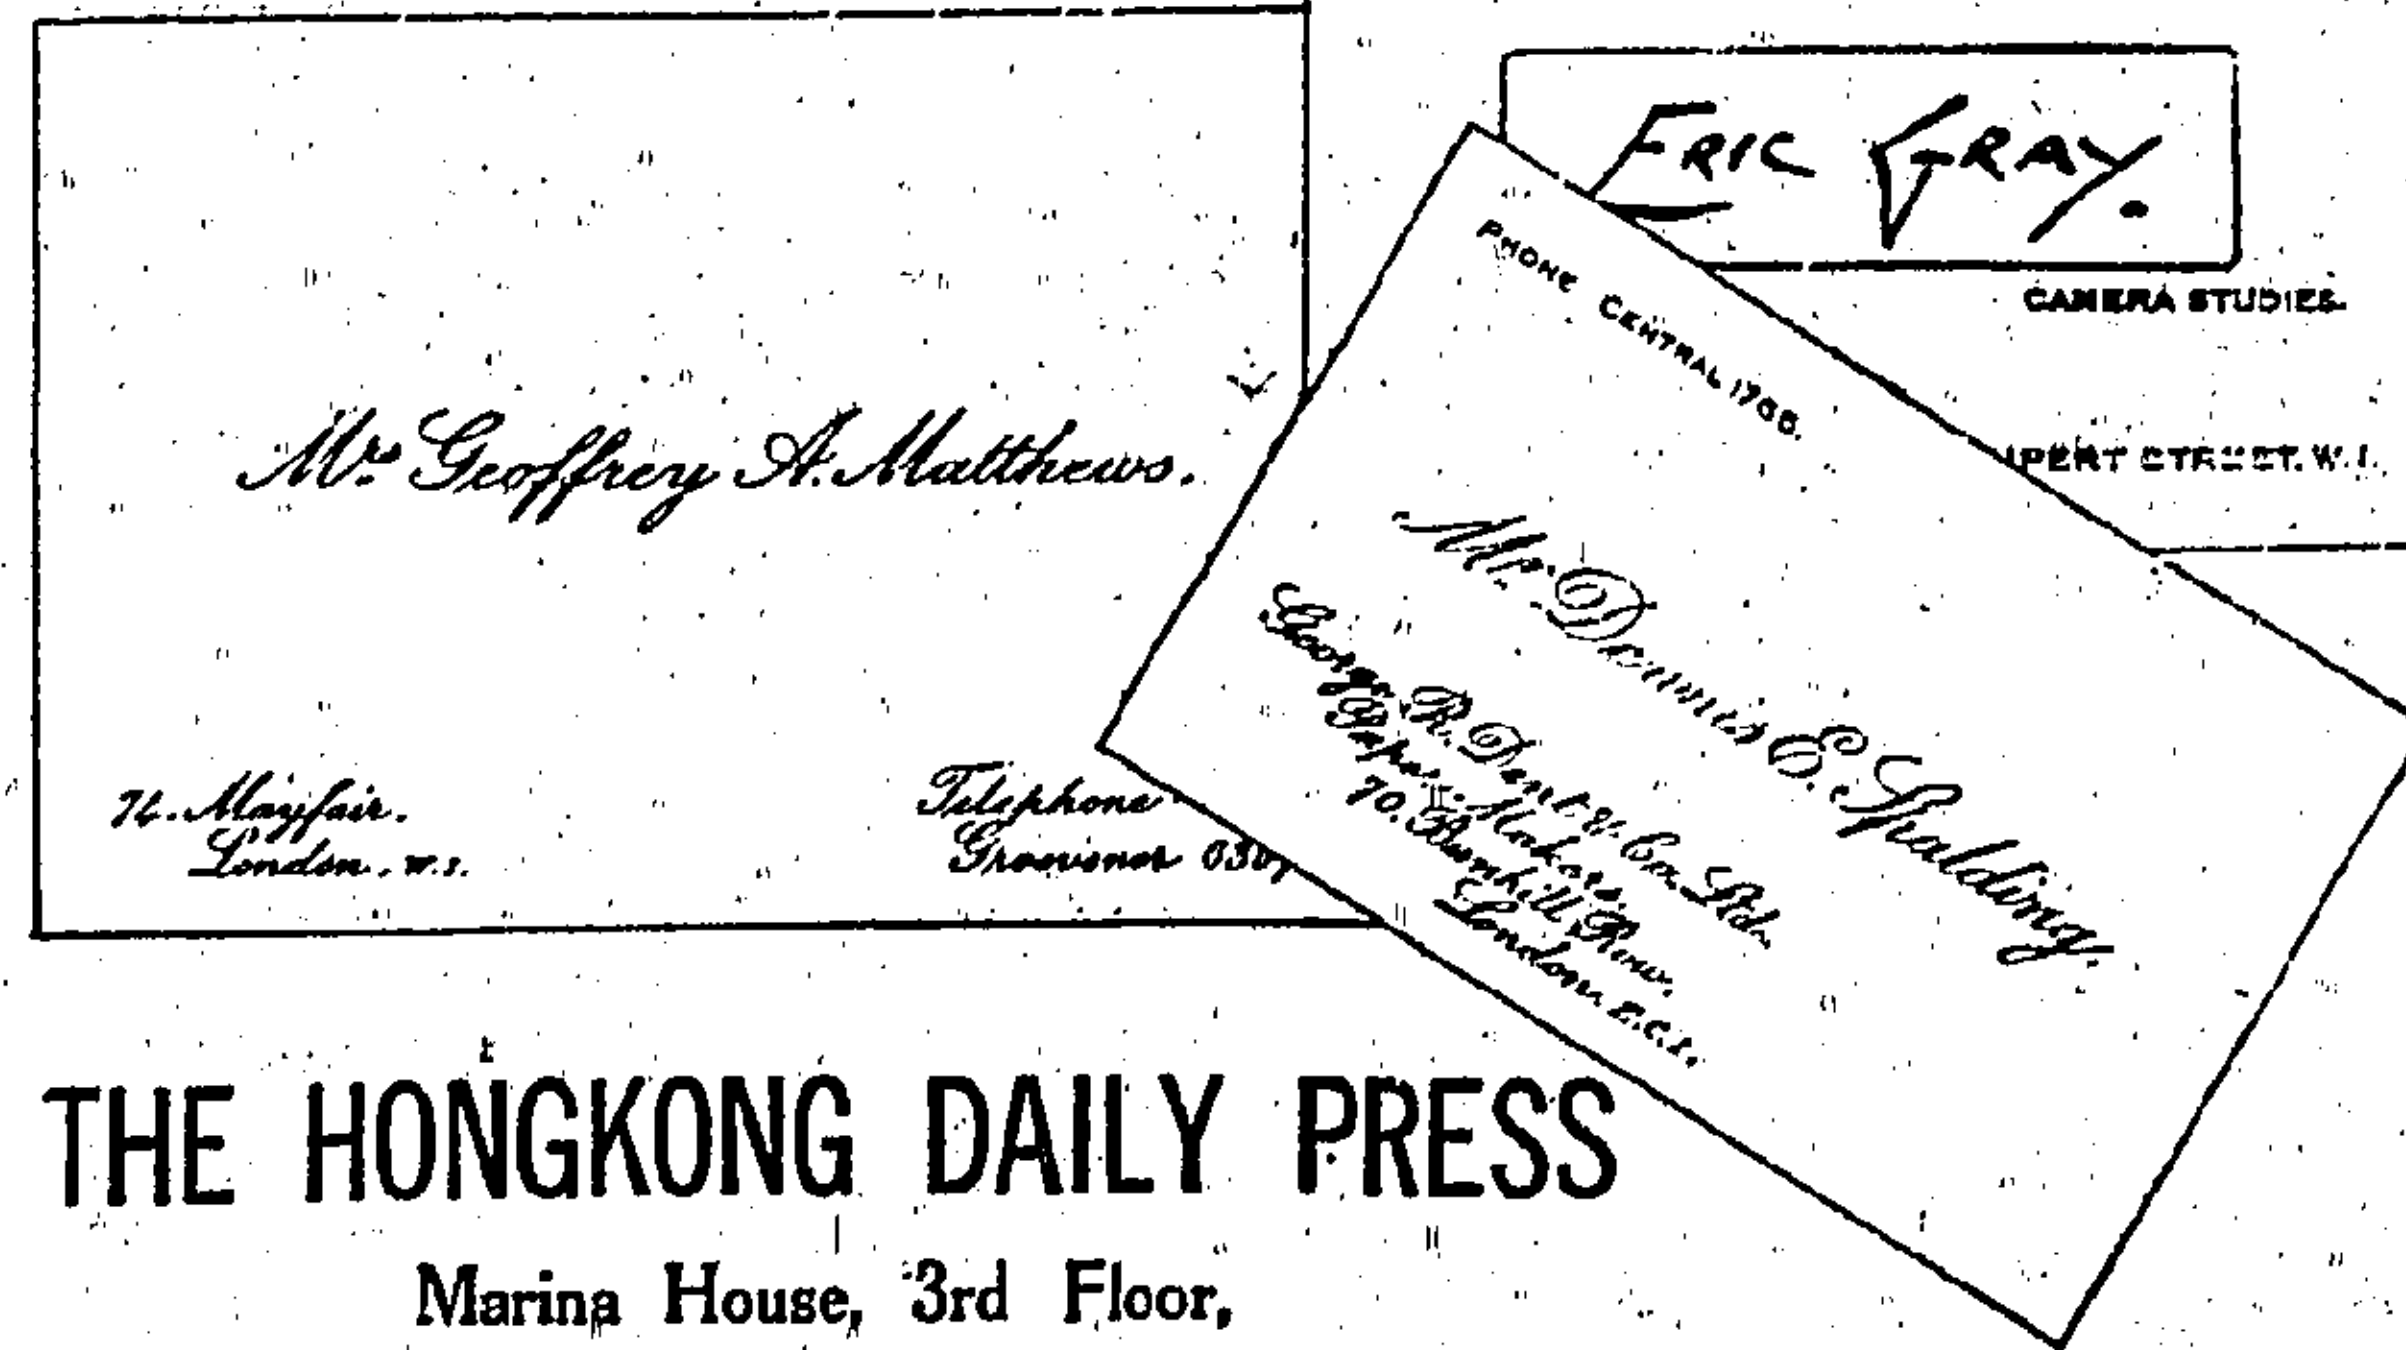 Mr. Geoffrey A. Matthews.
76. Mayfair.
London. W.1.
Telephone
Grosvenor
ERIC GRAY.
CAMERA STUDIES.
STREET. W.1.
PHONE CENTRAL 1700.
Mr. Dennis E. Spalding.
George R. Dent & Co. Ltd.
Paper Makers,
70. Bunhill Row,
London. E.C.1.
THE HONGKONG DAILY PRESS
Marina House, 3rd Floor,